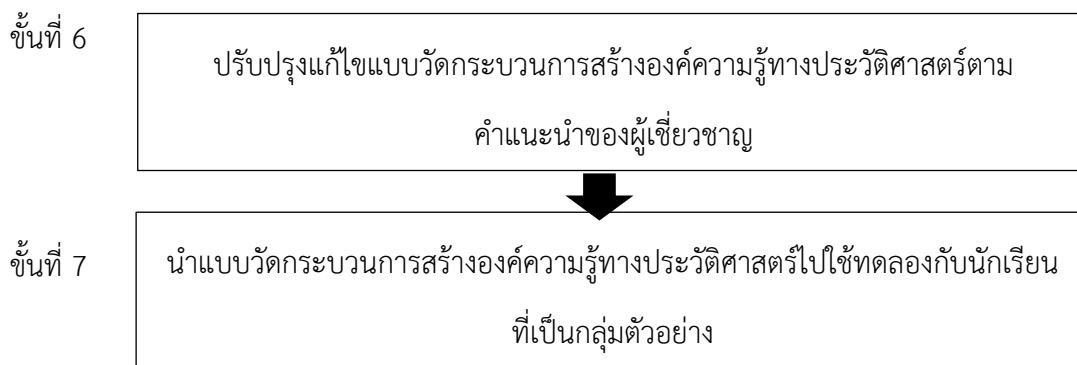 ขั้นที่ 6
ปรับปรุงแก้ไขแบบวัดกระบวนการสร้างองค์ความรู้ทางประวัติศาสตร์ตาม
คำแนะนำของผู้เชี่ยวชาญ
ขั้นที่ 7
นำแบบวัดกระบวนการสร้างองค์ความรู้ทางประวัติศาสตร์ไปใช้ทดลองกับนักเรียน
ที่เป็นกลุ่มตัวอย่าง